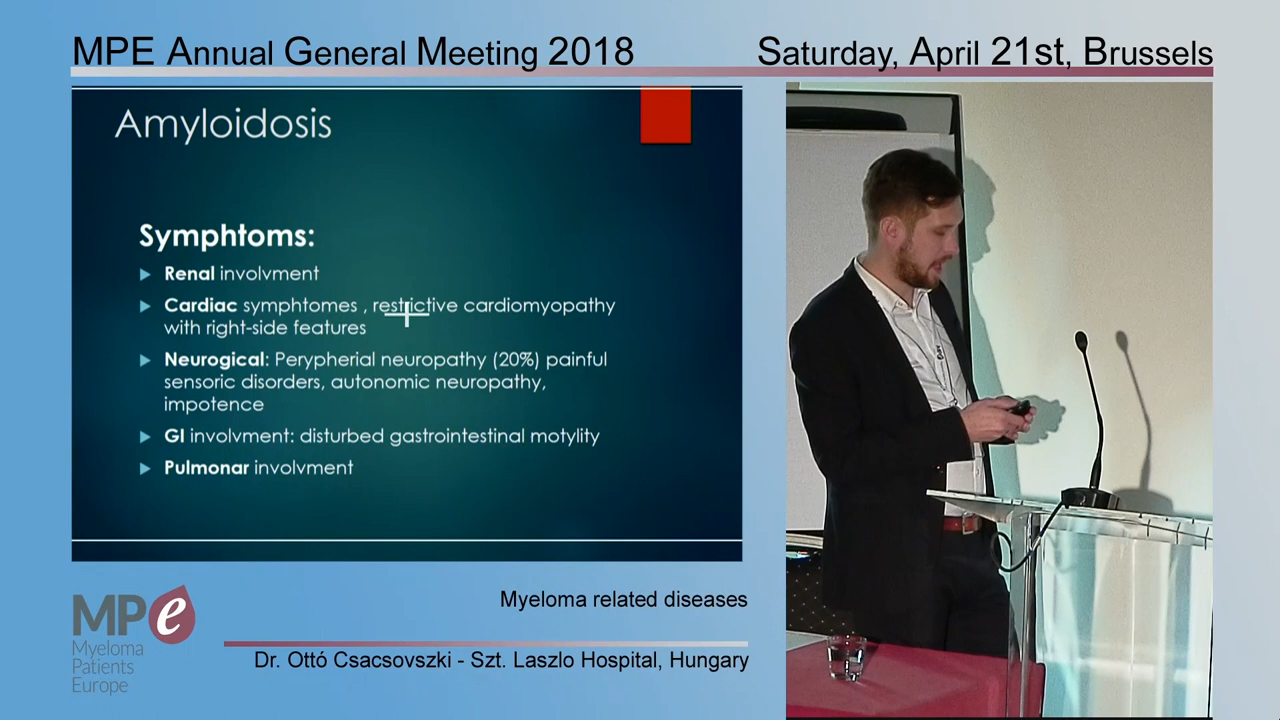 MPE Annual General Meeting 2018
Saturday, April 21st, Brussels
Amyloidosis
Symphtoms:
Renal involvment
Cardiac symphtomes , restrictive cardiomyopathy
with right-side features
Neurogical: Perypherial neuropathy (20%) painful
sensoric disorders, autonomic neuropathy,
impotence
GI involvment: disturbed gastrointestinal motylity
Pulmonar involvment
Myeloma related diseases
Dr. Ottó Csacsovszki - Szt. Laszlo Hospital, Hungary
MPe
Myeloma
Patients
Europe